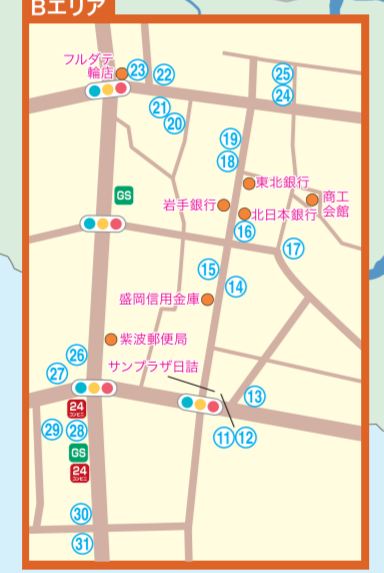 Bエリア
フルダテ
輪店
23
22
25
24
21
20
19
18
GS
東北銀行
商工
会館
岩手銀行
北日本銀行
16
17
15
14
盛岡信用金庫
紫波郵便局
26
サンプラザ日詰
27
13
24
コンビニ
29
28
11
12
GS
24
コンビニ
30
31